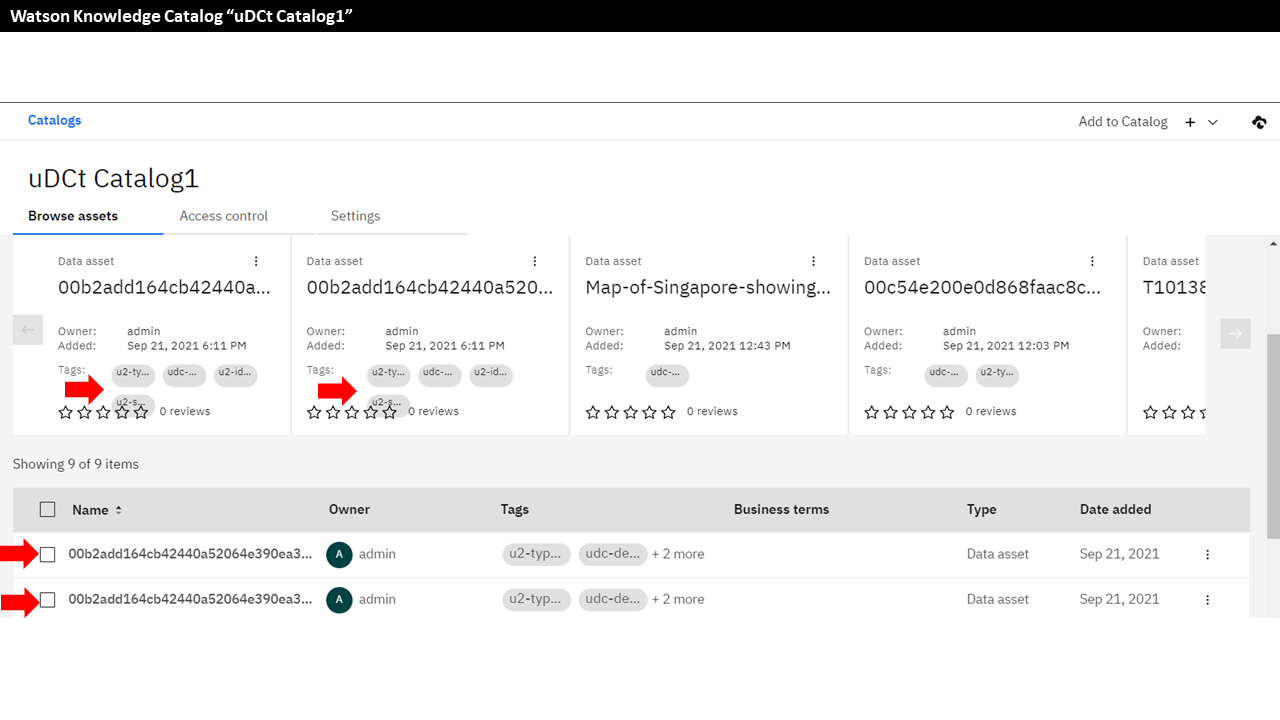 Watson Knowledge Catalog “uDCt Catalog1”
Catalogs
Add to Catalog
uDCt Catalog1
Browse assets Access control Settings
Data asset Data asset Data asset Data asset Data asset
00b2add164cb42440a... 00b2add164cb42440a520... Map-of-Singapore-showing... 00c54e200e0d868faac8c... T10138
Owner: admin Owner: admin Owner: admin Owner: admin Owner:
Added: Sep 21, 2021 6:11 PM Added: Sep 21, 2021 6:11 PM Added: Sep 21, 2021 12:43 PM Added: Sep 21, 2021 12:03 PM Added:
Tags: u2-ty... udc-... u2-id... Tags: u2-ty... udc-... u2-id... Tags: udc-... Tags: udc-... u2-ty...
u2-s... u2-s...
0 reviews 0 reviews 0 reviews 0 reviews
Showing 9 of 9 items
Name Owner Tags Business terms Type Date added
00b2add164cb42440a52064e390ea3... A admin u2-typ... udc-de... + 2 more Data asset Sep 21, 2021
00b2add164cb42440a52064e390ea3... A admin u2-typ... udc-de... + 2 more Data asset Sep 21, 2021